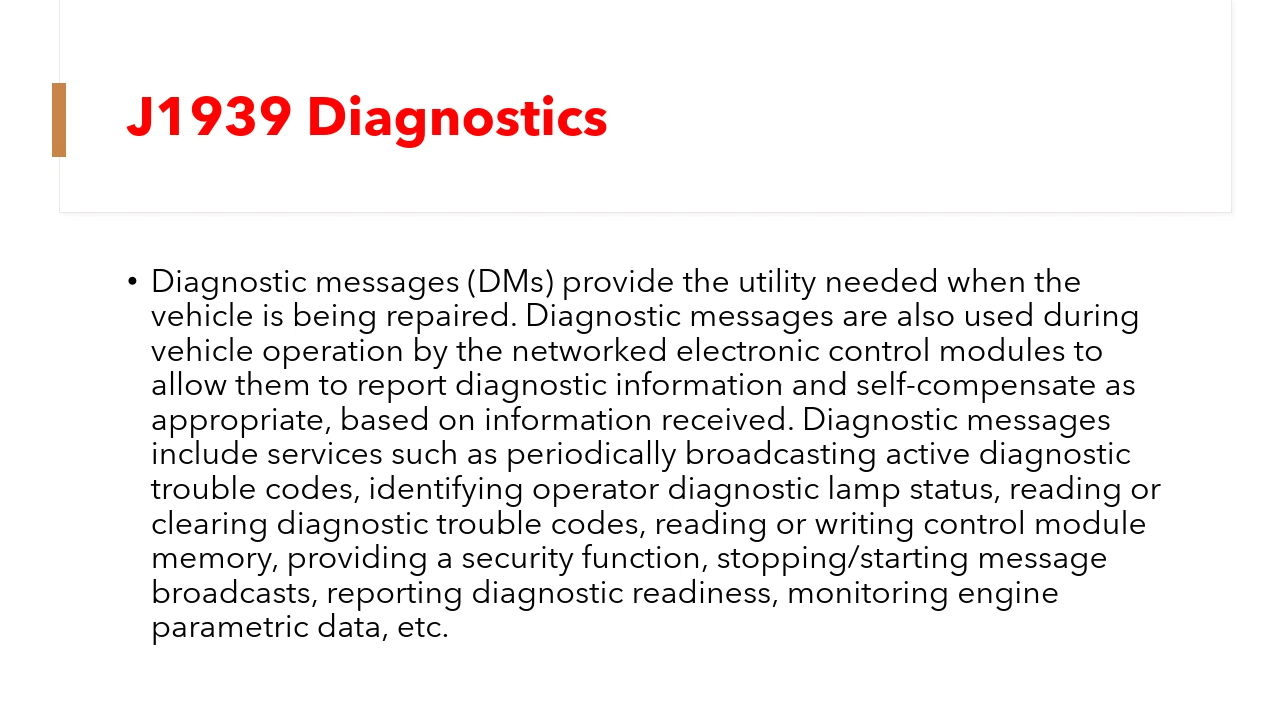 J1939 Diagnostics
• Diagnostic messages (DMs) provide the utility needed when the
vehicle is being repaired. Diagnostic messages are also used during
vehicle operation by the networked electronic control modules to
allow them to report diagnostic information and self-compensate as
appropriate, based on information received. Diagnostic messages
include services such as periodically broadcasting active diagnostic
trouble codes, identifying operator diagnostic lamp status, reading or
clearing diagnostic trouble codes, reading or writing control module
memory, providing a security function, stopping/starting message
broadcasts, reporting diagnostic readiness, monitoring engine
parametric data, etc.